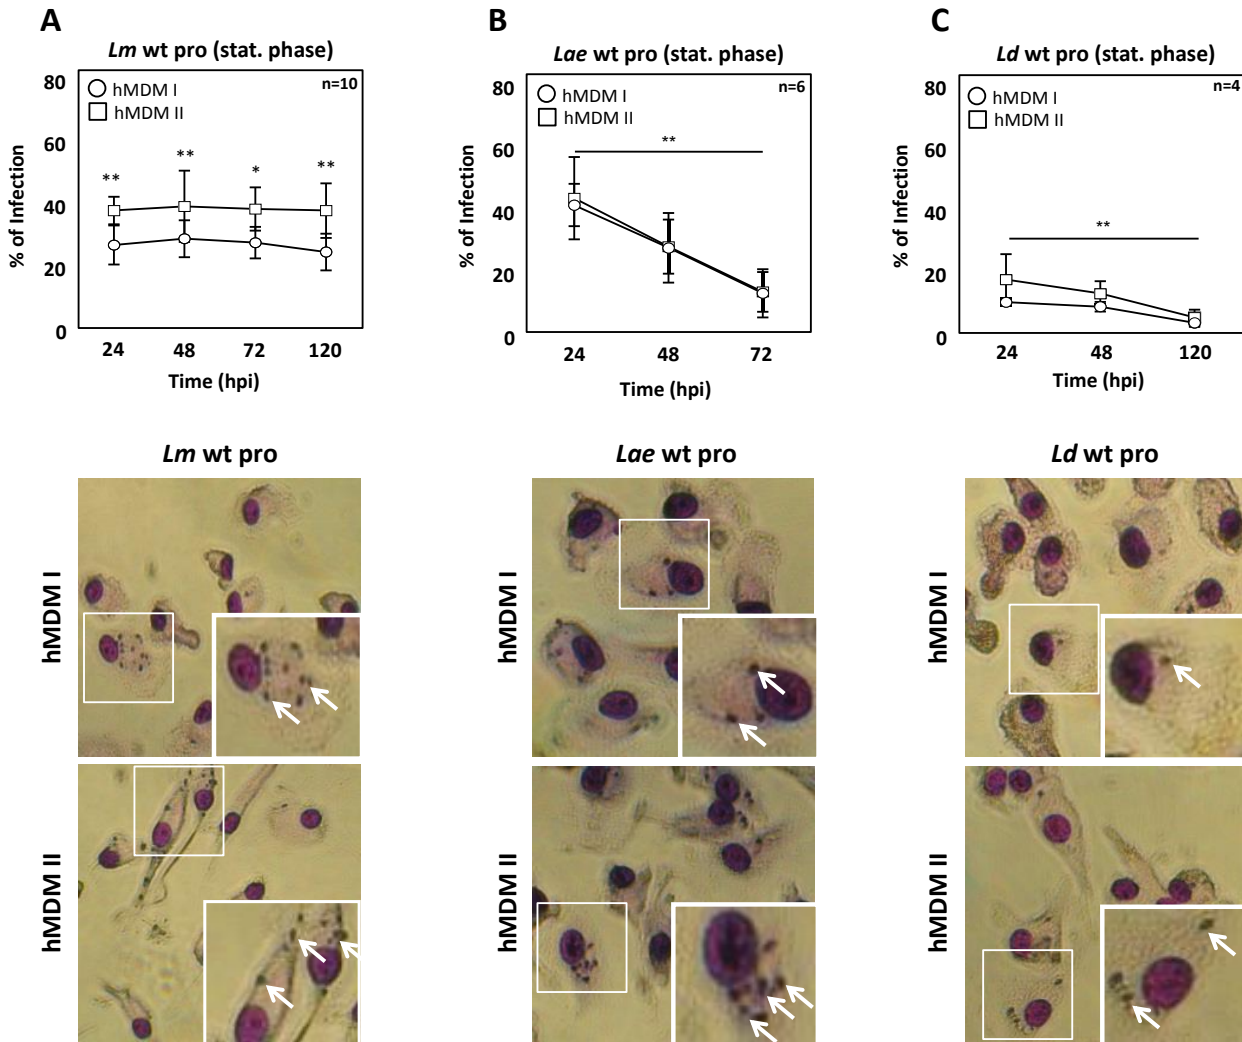 A
Lm wt pro (stat. phase)
% of Infection
80
60
40
20
0
hMDM I
hMDM II
n=10
**
**
*
**
24 48 72 120
Time (hpi)
B
Lae wt pro (stat. phase)
% of Infection
80
60
40
20
0
hMDM I
hMDM II
n=6
**
24 48 72
Time (hpi)
C
Ld wt pro (stat. phase)
% of Infection
80
60
40
20
0
hMDM I
hMDM II
n=4
**
24 48 120
Time (hpi)
Lm wt pro
hMDM I
hMDM II
Lae wt pro
hMDM I
hMDM II
Ld wt pro
hMDM I
hMDM II